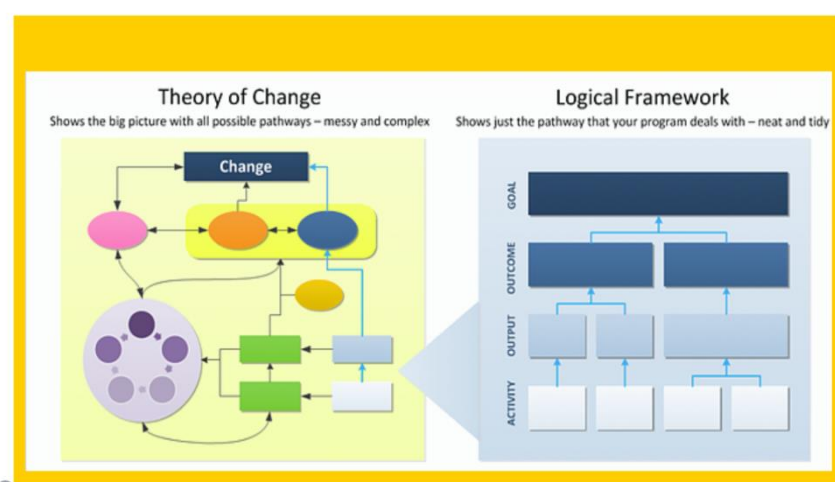 Theory of Change
Shows the big picture with all possible pathways – messy and complex
Change
Logical Framework
Shows just the pathway that your program deals with – neat and tidy
GOAL
OUTCOME
OUTPUT
ACTIVITY